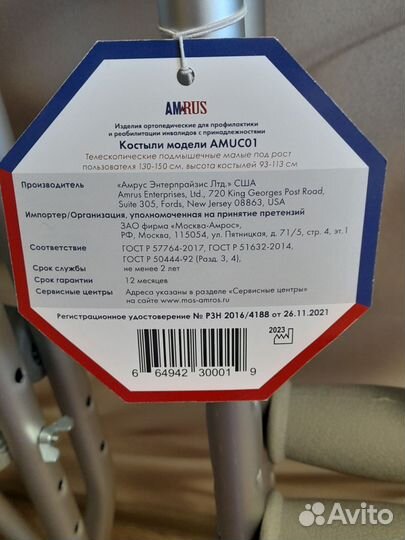 AMRUS
Изделия ортопедические для профилактики
и реабилитации инвалидов с принадлежностями
Костыли модели AMUC01
Телескопические подмышечные малые под рост
пользователя 130-150 см, высота костылей 93-113 см
Производитель «Амрус Энтерпрайзис Лтд.» США
Amrus Enterprises, Ltd., 720 King Georges Post Road,
Suite 305, Fords, New Jersey 08863, USA
Импортер/Организация, уполномоченная на принятие претензий
ЗАО фирма «Москва-Амрос»,
РФ, Москва, 115054, ул. Пятницкая, д. 71/5, стр. 4, эт.1
Соответствие ГОСТ Р 57764-2017, ГОСТ Р 51632-2014,
ГОСТ Р 50444-92 (Разд. 3, 4),
Срок службы не менее 2 лет
Срок гарантии 12 месяцев
Сервисные центры Адреса указаны в разделе «Сервисные центры»
на сайте www.mos-amros.ru
Регистрационное удостоверение № РЗН 2016/4188 от 26.11.2021
2023
6 64942 30001 9
Avito